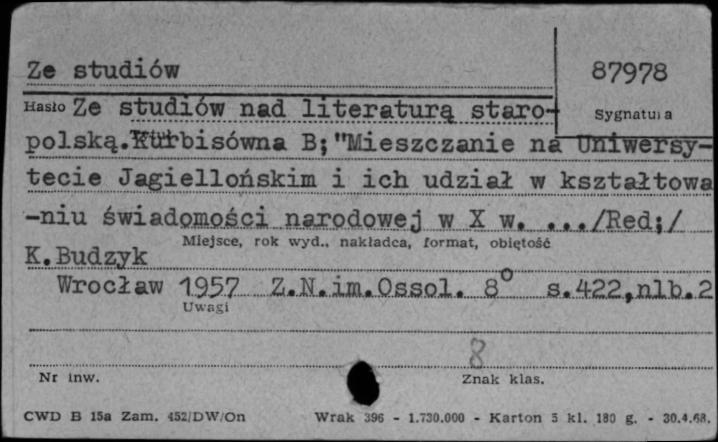 Ze studiów
87978
Hasło Ze studiów nad literaturą staro-
Sygnatura
polską.Kurbisówna B;"Mieszczanie na Uniwersy-
tecie Jagiellońskim i ich udział w kształtowa
-niu świadomości narodowej w X w. .../Red;/
Miejsce, rok wyd., nakładca, format, objętość
K.Budzyk
Wrocław 1957 Z.N.im.Ossol. 8° s.422,nlb.2
Uwagi
8
Nr inw.
Znak klas.
CWD B 15a Zam. 452/DW/On
Wrak 396 - 1.730.000 - Karton 5 kl. 180 g. - 30.4.68.